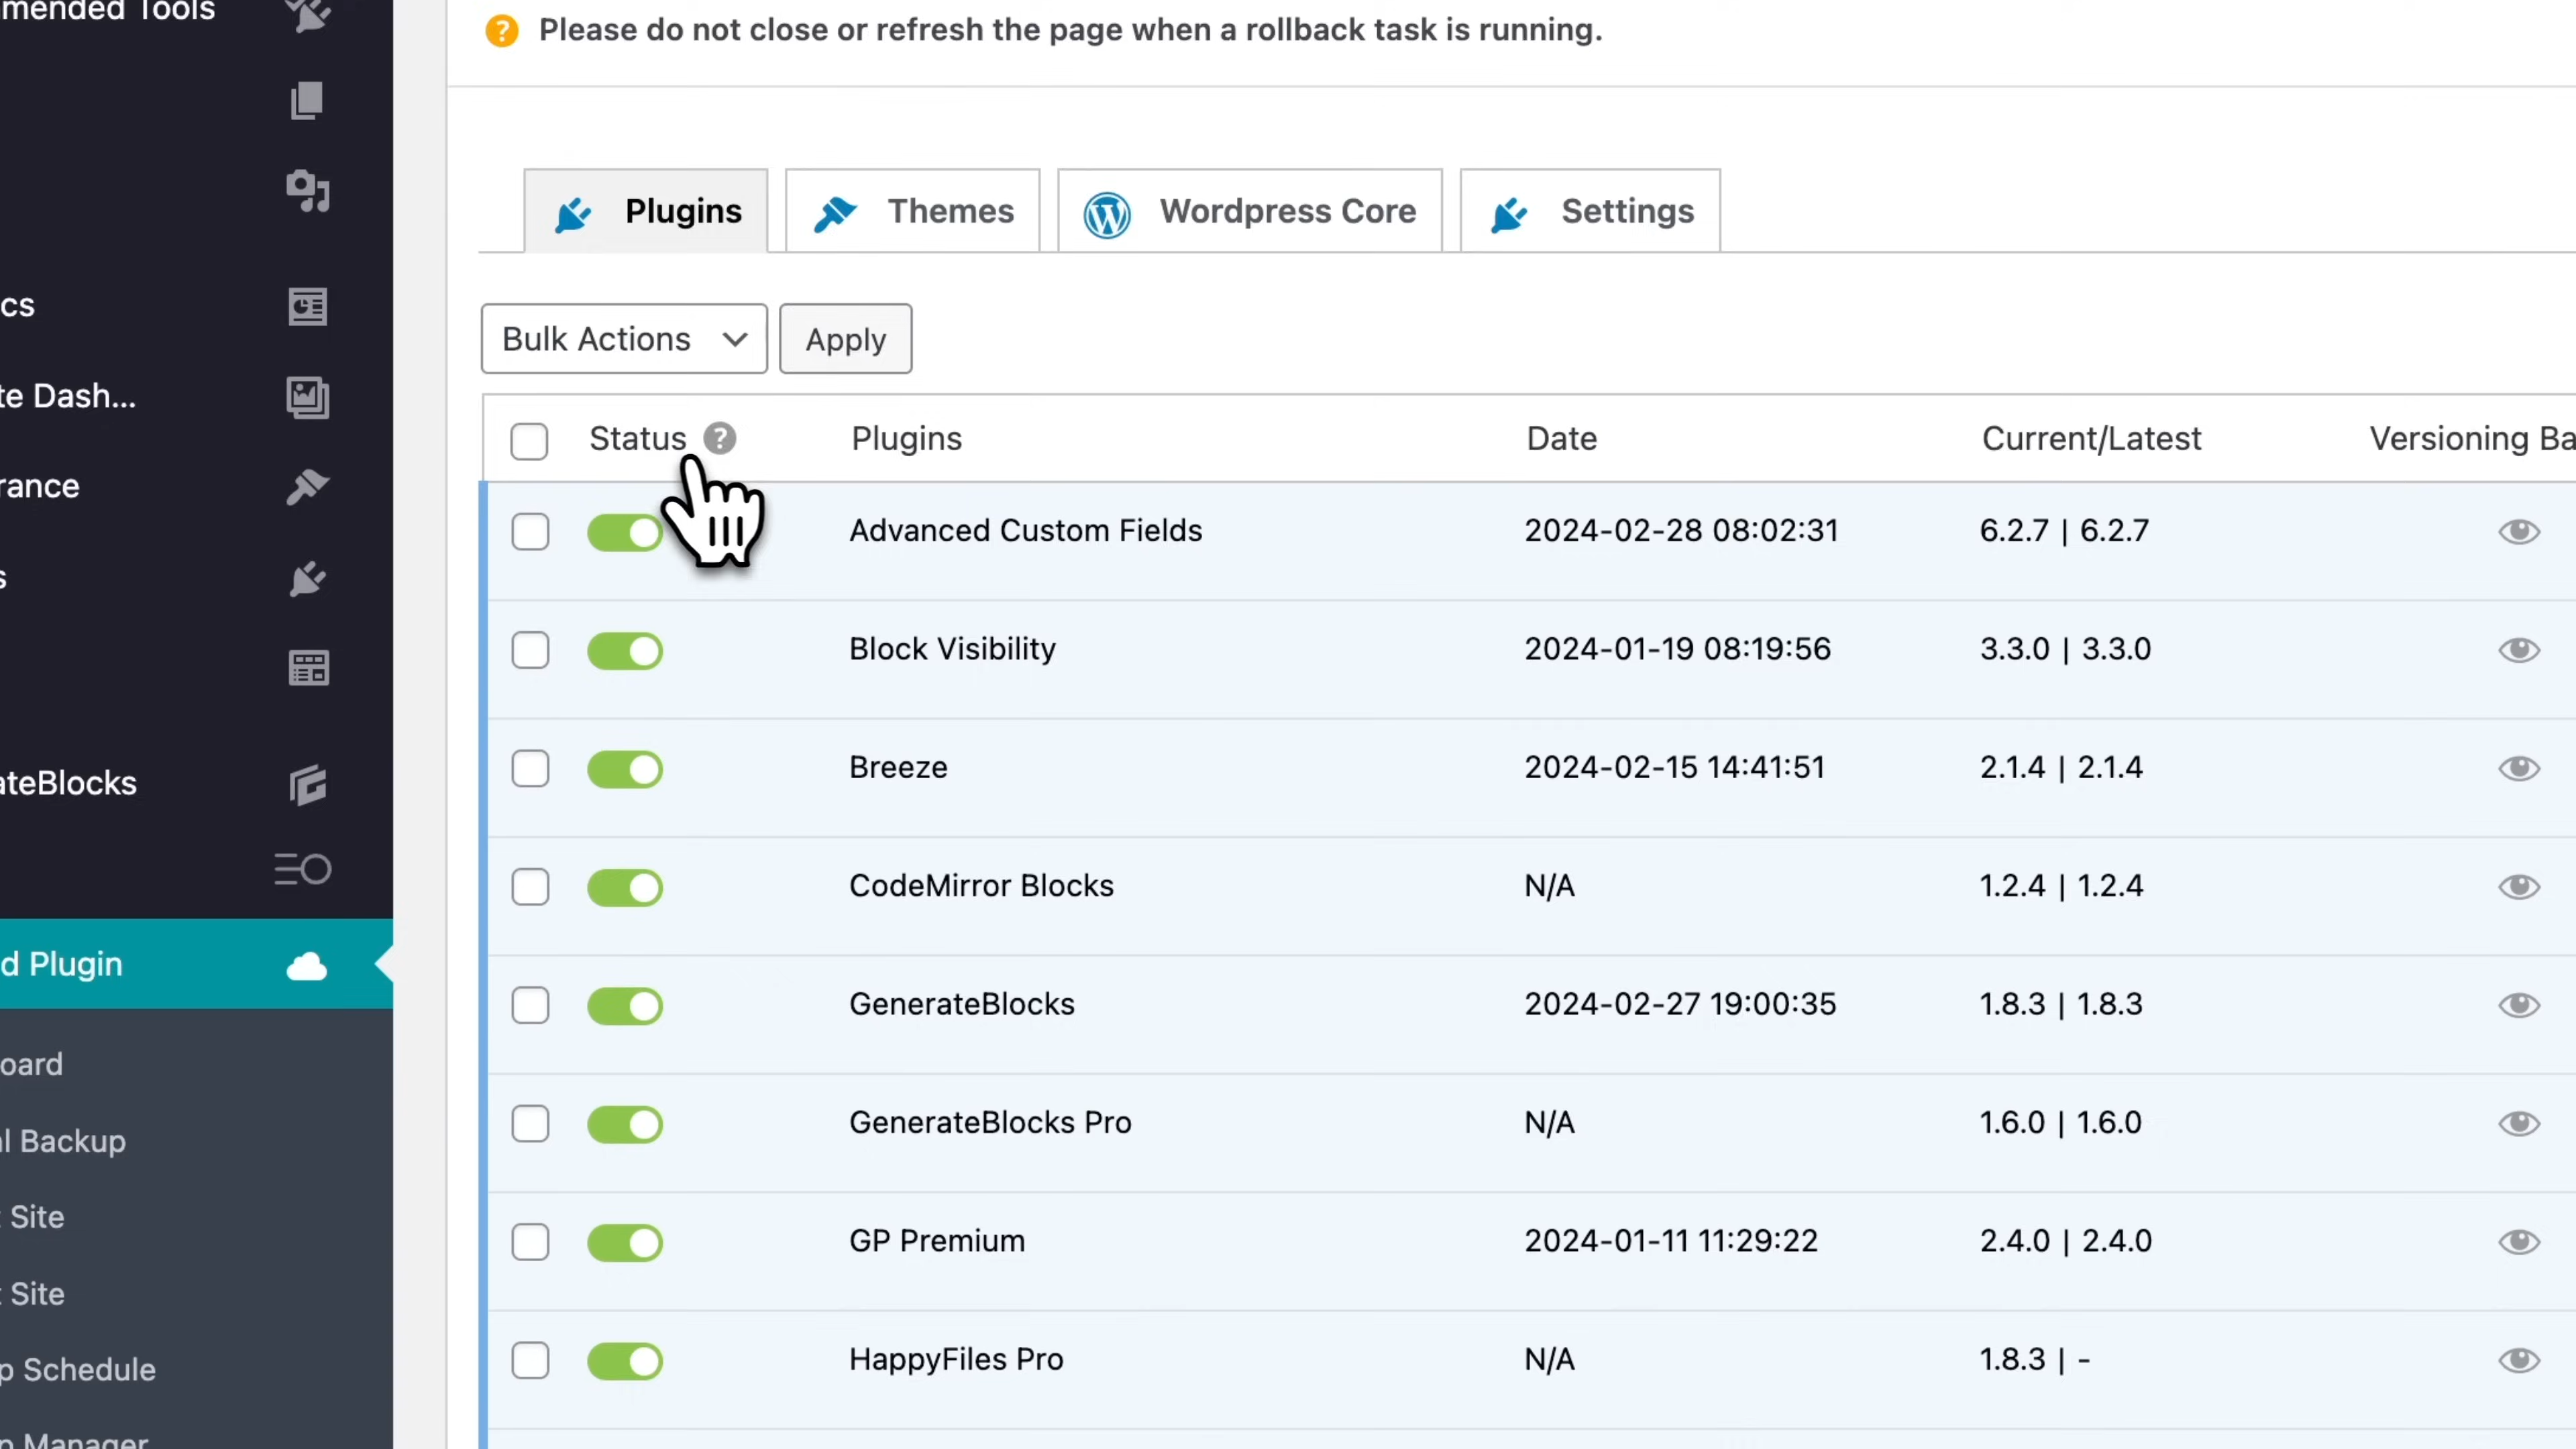 mended Tools
cs
te Dash...
rance
s
ateBlocks
d Plugin
oard
l Backup
Site
Site
p Schedule
p Manager
Please do not close or refresh the page when a rollback task is running.
Plugins Themes Wordpress Core Settings
Bulk Actions Apply
Status Plugins Date Current/Latest Versioning Ba
Advanced Custom Fields 2024-02-28 08:02:31 6.2.7 | 6.2.7
Block Visibility 2024-01-19 08:19:56 3.3.0 | 3.3.0
Breeze 2024-02-15 14:41:51 2.1.4 | 2.1.4
CodeMirror Blocks N/A 1.2.4 | 1.2.4
GenerateBlocks 2024-02-27 19:00:35 1.8.3 | 1.8.3
GenerateBlocks Pro N/A 1.6.0 | 1.6.0
GP Premium 2024-01-11 11:29:22 2.4.0 | 2.4.0
HappyFiles Pro N/A 1.8.3 | -